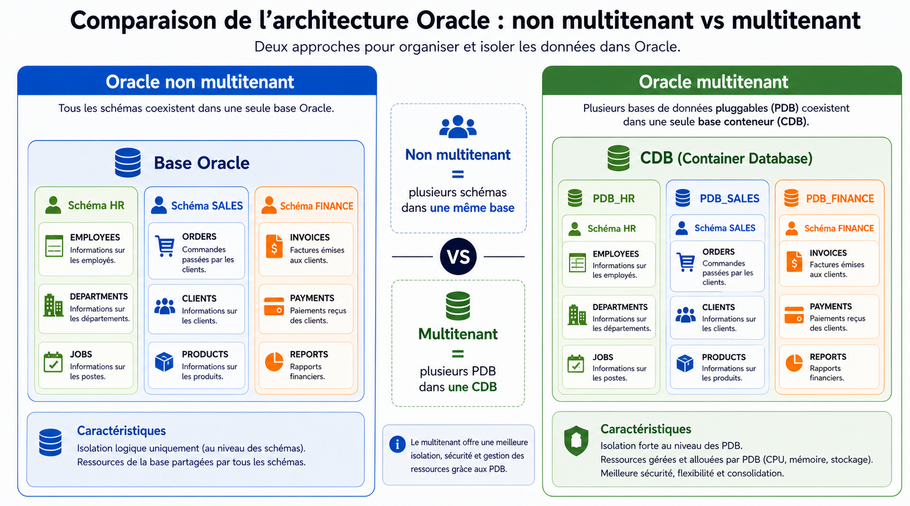 Comparaison de l'architecture Oracle : non multitenant vs multitenant
Deux approches pour organiser et isoler les données dans Oracle.
Oracle non multitenant
Tous les schémas coexistent dans une seule base Oracle.
Base Oracle
Schéma HR
EMPLOYEES
Informations sur
les employés.
DEPARTMENTS
Informations sur
les départements.
JOBS
Informations sur
les postes.
Schéma SALES
ORDERS
Commandes
passées par les
clients.
CLIENTS
Informations sur
les clients.
PRODUCTS
Informations sur
les produits.
Schéma FINANCE
INVOICES
Factures émises
aux clients.
PAYMENTS
Paiements reçus
des clients.
REPORTS
Rapports
financiers.
Caractéristiques
Isolation logique uniquement (au niveau des schémas).
Ressources de la base partagées par tous les schémas.
Non multitenant
=
plusieurs schémas
dans une même base
VS
Multitenant
=
plusieurs PDB
dans une CDB
i
Le multitenant offre une meilleure
isolation, sécurité et gestion des
ressources grâce aux PDB.
Oracle multitenant
Plusieurs bases de données pluggables (PDB) coexistent
dans une seule base conteneur (CDB).
CDB (Container Database)
PDB_HR
Schéma HR
EMPLOYEES
Informations sur
les employés.
DEPARTMENTS
Informations sur
les départements.
JOBS
Informations sur
les postes.
PDB_SALES
Schéma SALES
ORDERS
Commandes
passées par les
clients.
CLIENTS
Informations sur
les clients.
PRODUCTS
Informations sur
les produits.
PDB_FINANCE
Schéma FINANCE
INVOICES
Factures émises
aux clients.
PAYMENTS
Paiements reçus
des clients.
REPORTS
Rapports
financiers.
Caractéristiques
Isolation forte au niveau des PDB.
Ressources gérées et allouées par PDB (CPU, mémoire, stockage).
Meilleure sécurité, flexibilité et consolidation.